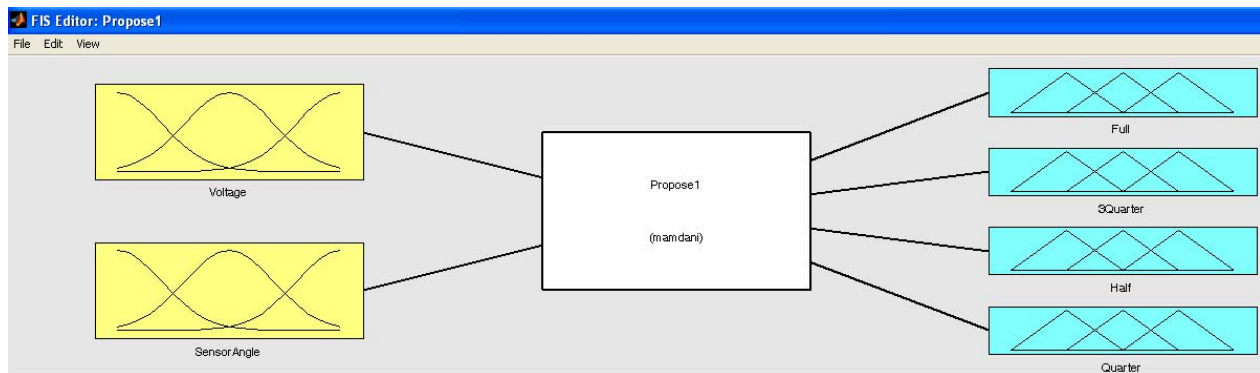 FIS Editor: Propose1
File Edit View
Voltage
SensorAngle
Propose1
(mamdani)
Full
3Quarter
Half
Quarter